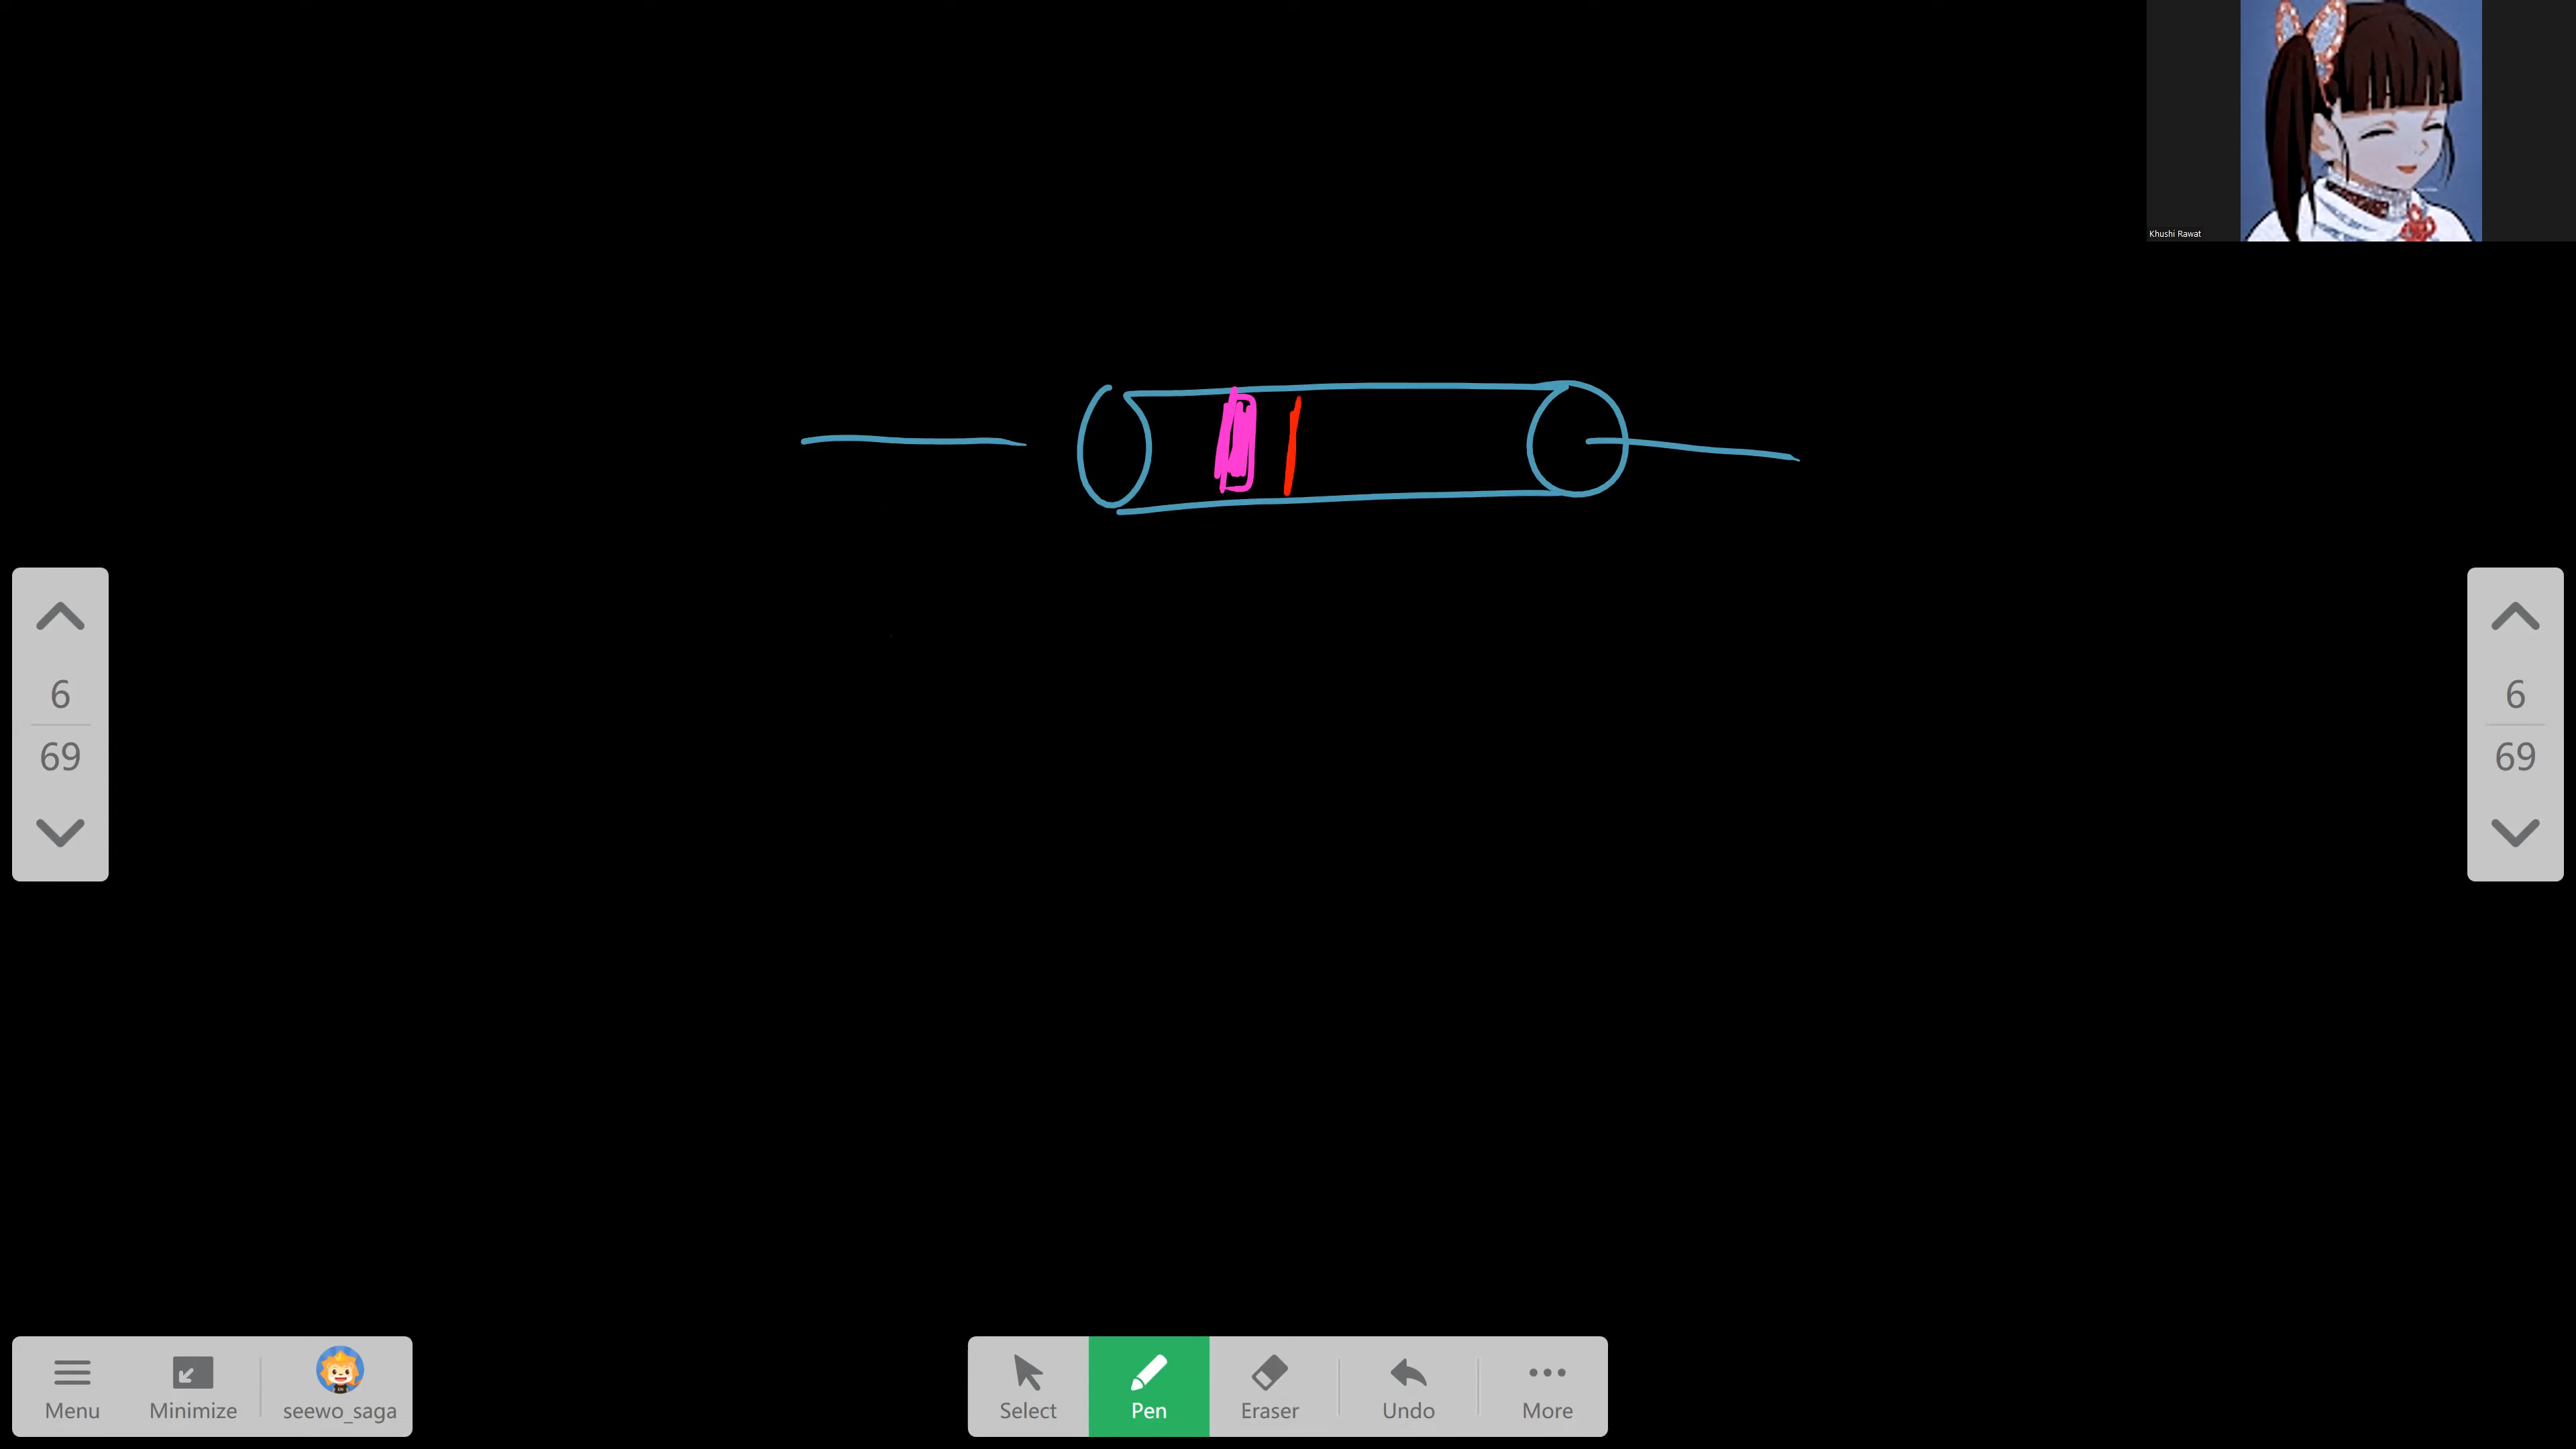 Khushi Rawat
6
69
6
69
Menu
Minimize
seewo_saga
Select
Pen
Eraser
Undo
More